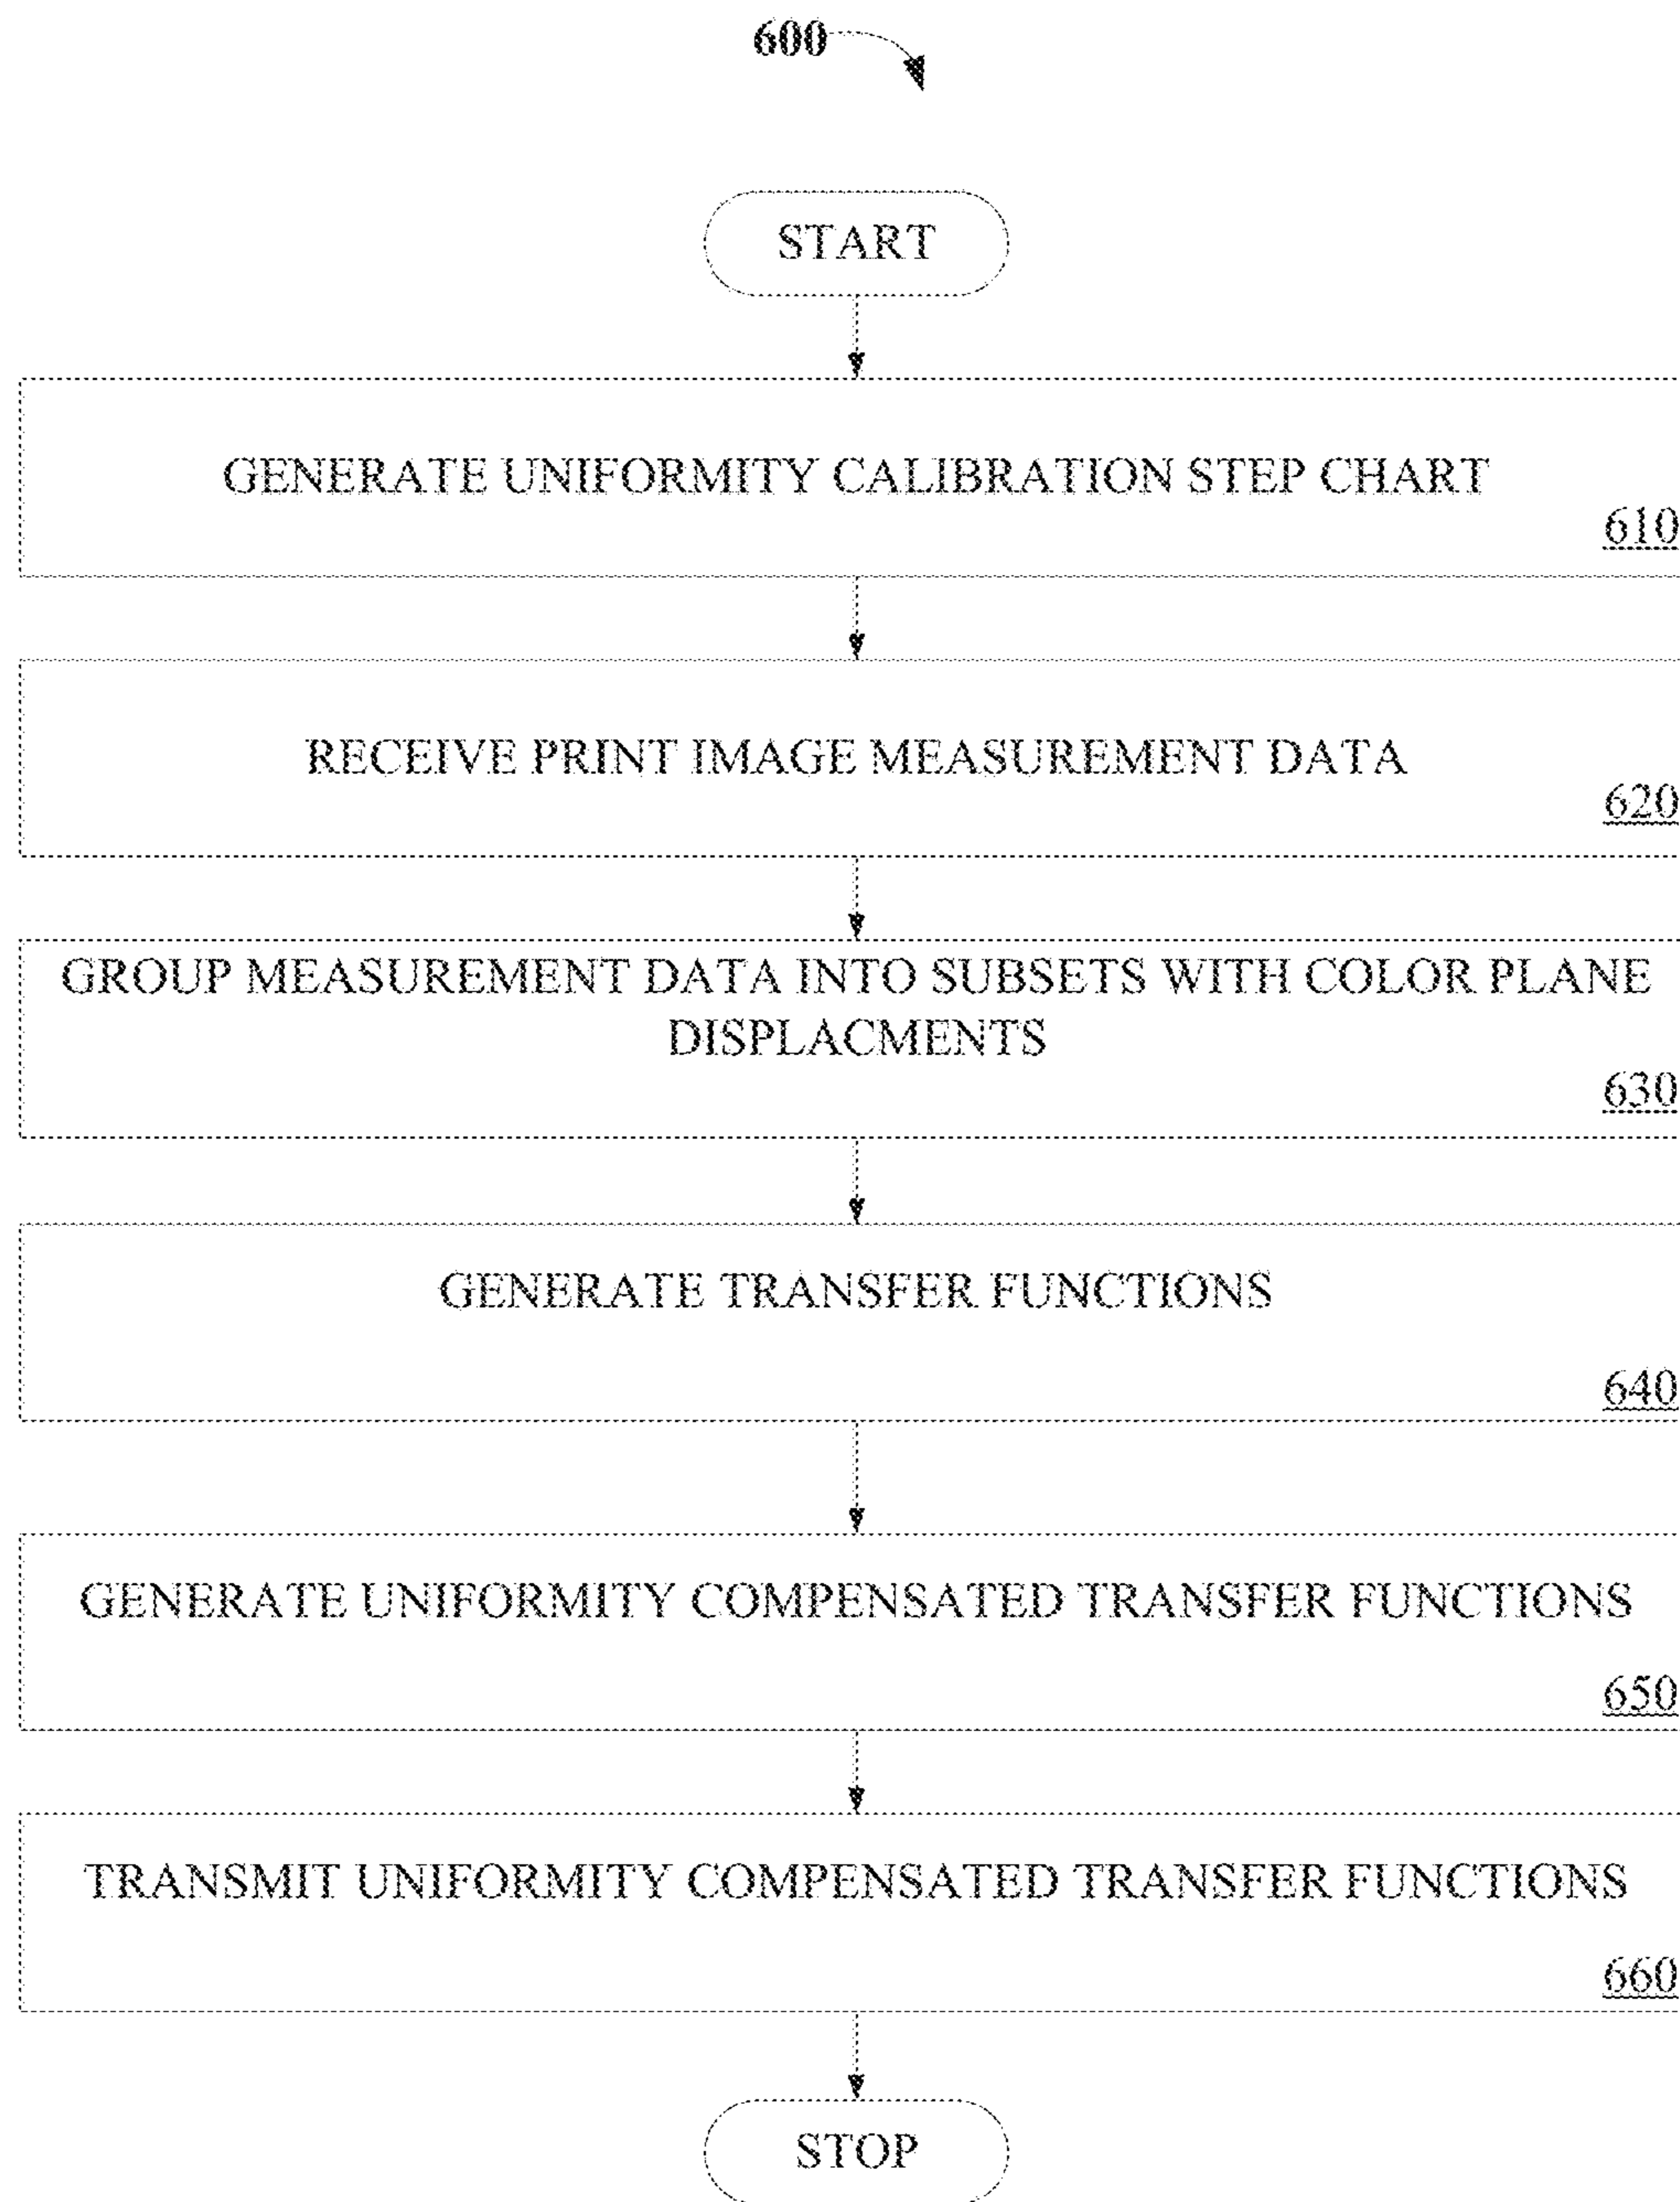 600
START
GENERATE UNIFORMITY CALIBRATION STEP CHART
610
RECEIVE PRINT IMAGE MEASUREMENT DATA
620
GROUP MEASUREMENT DATA INTO SUBSETS WITH COLOR PLANE
DISPLACMENTS
630
GENERATE TRANSFER FUNCTIONS
640
GENERATE UNIFORMITY COMPENSATED TRANSFER FUNCTIONS
650
TRANSMIT UNIFORMITY COMPENSATED TRANSFER FUNCTIONS
660
STOP